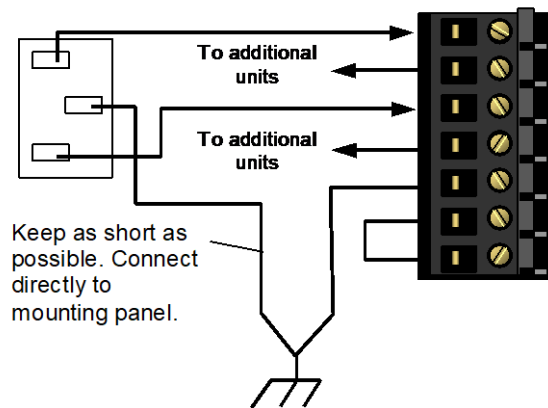 To additional
units
To additional
units
Keep as short as
possible. Connect
directly to
mounting panel.